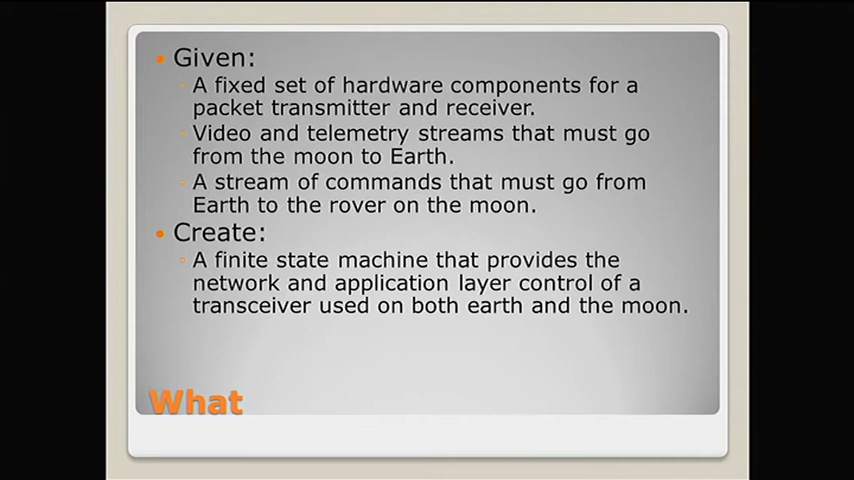 Given:
A fixed set of hardware components for a
packet transmitter and receiver.
Video and telemetry streams that must go
from the moon to Earth.
A stream of commands that must go from
Earth to the rover on the moon.
Create:
A finite state machine that provides the
network and application layer control of a
transceiver used on both earth and the moon.
What